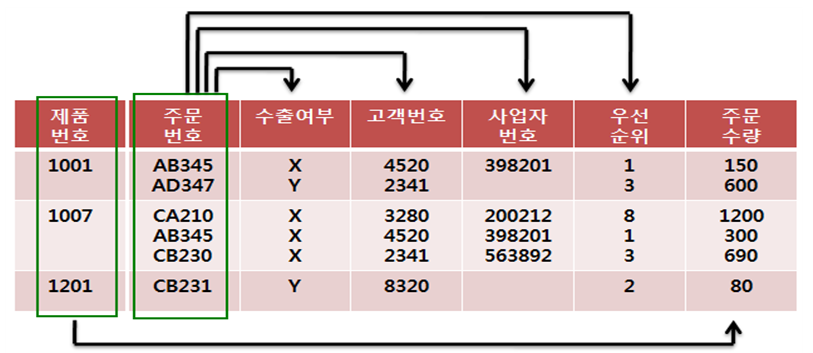 제품 번호 주문 번호 수출여부 고객번호 사업자 번호 우선 순위 주문 수량
1001 AB345 X 4520 398201 1 150
AD347 Y 2341 3 600
1007 CA210 X 3280 200212 8 1200
AB345 X 4520 398201 1 300
CB230 X 2341 563892 3 690
1201 CB231 Y 8320 2 80